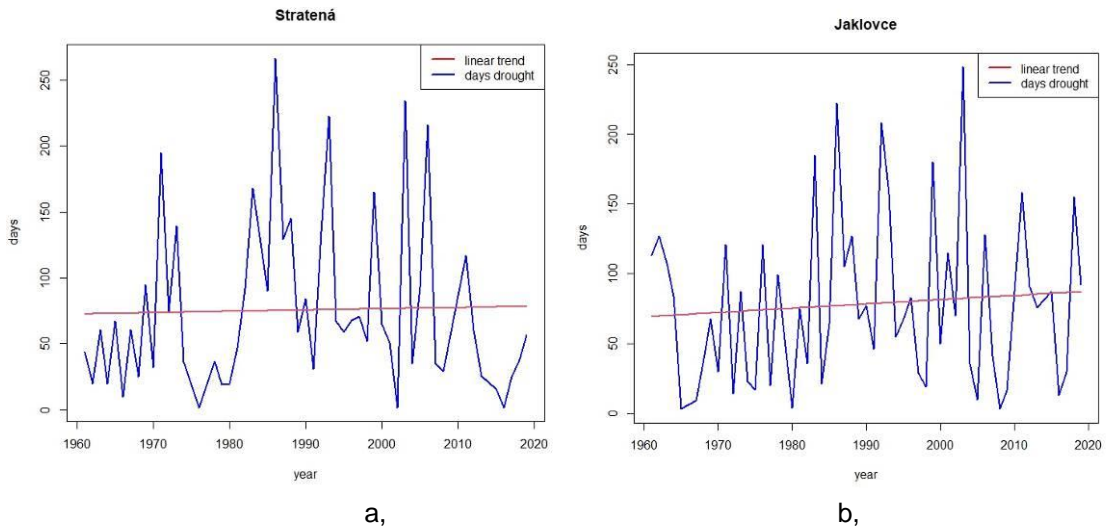 Stratená
linear trend
days drought
250
200
150
100
50
0
days
1960 1970 1980 1990 2000 2010 2020
year
a,
Jaklovce
linear trend
days drought
250
200
150
100
50
0
days
1960 1970 1980 1990 2000 2010 2020
year
b,